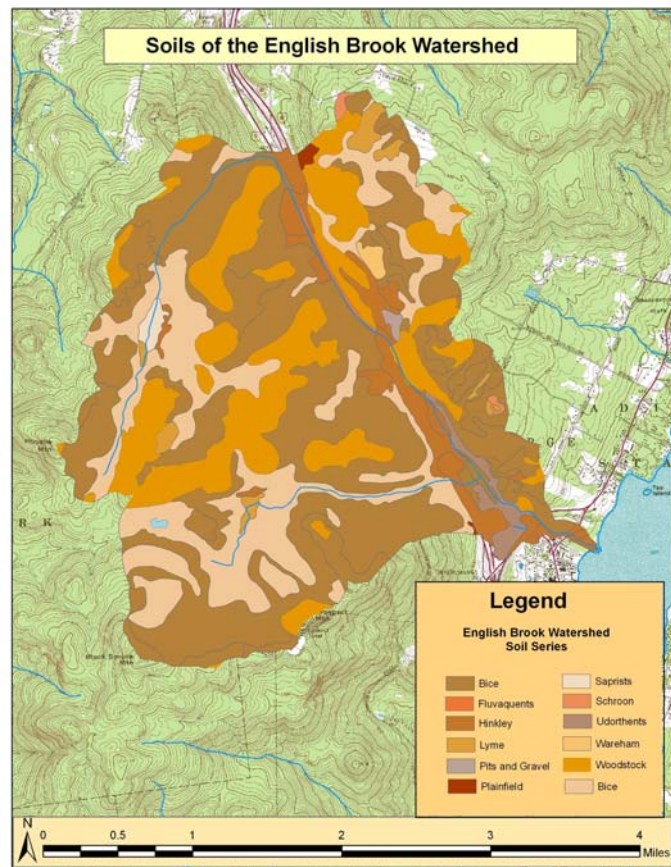 Soils of the English Brook Watershed
Legend
English Brook Watershed
Soil Series
Bice
Fluvaquents
Hinkley
Lyme
Pits and Gravel
Plainfield
Saprists
Schroon
Udorthents
Wareham
Woodstock
Bice
A D I
R G E
S T
R K
N
0 0.5 1 2 3 4
Miles